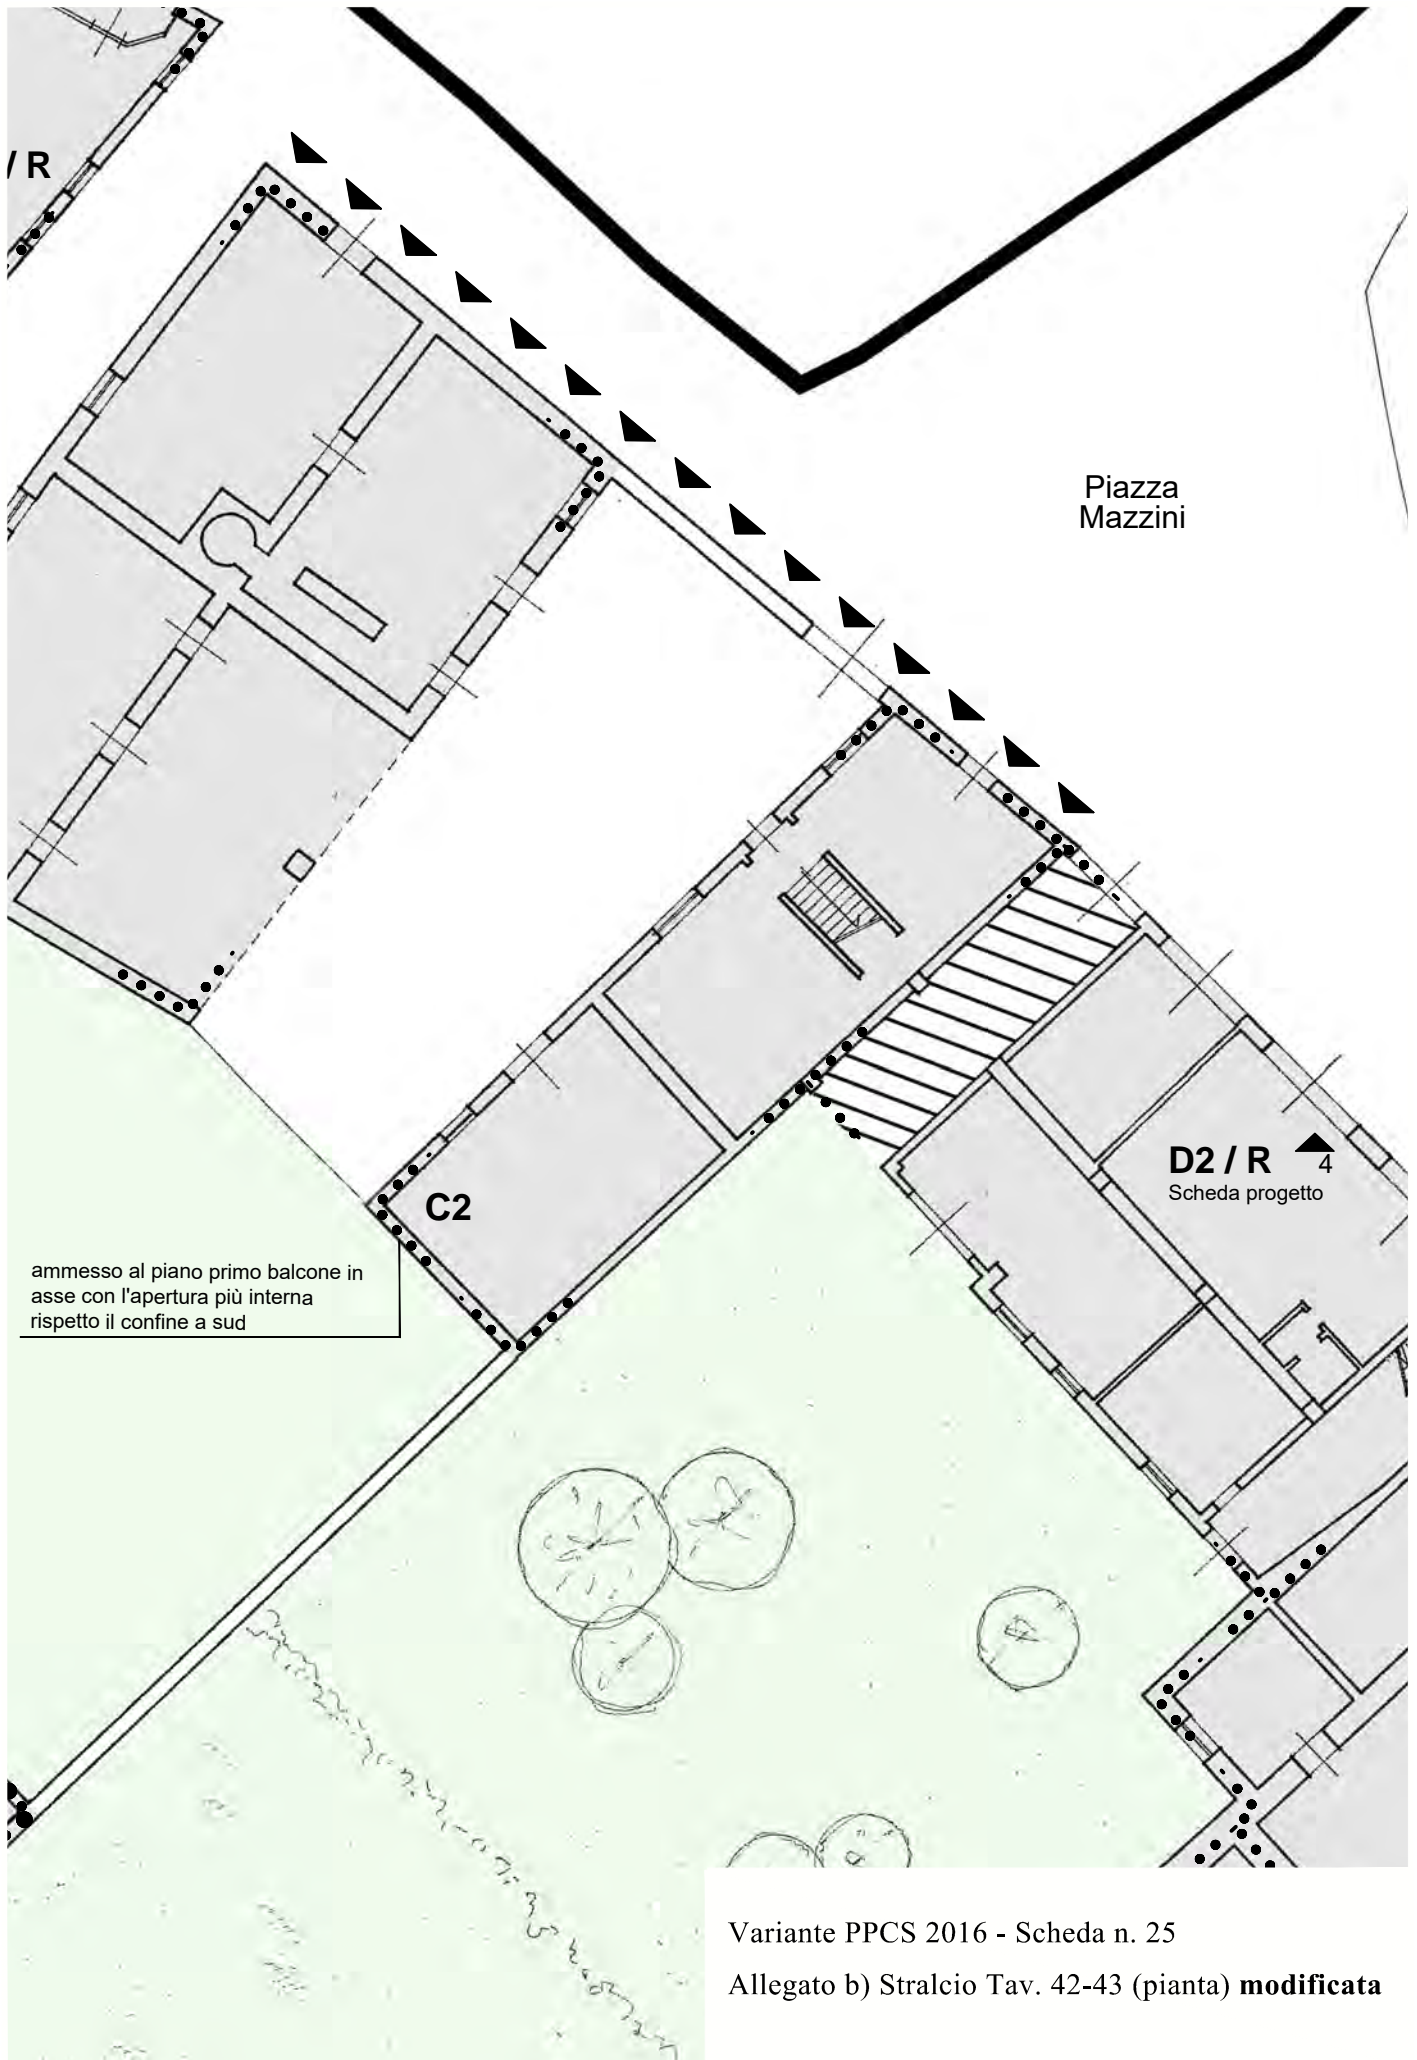 / R
Piazza
Mazzini
D2 / R
4
Scheda progetto
C2
ammesso al piano primo balcone in
asse con l'apertura più interna
rispetto il confine a sud
Variante PPCS 2016 - Scheda n. 25
Allegato b) Stralcio Tav. 42-43 (pianta) modificata